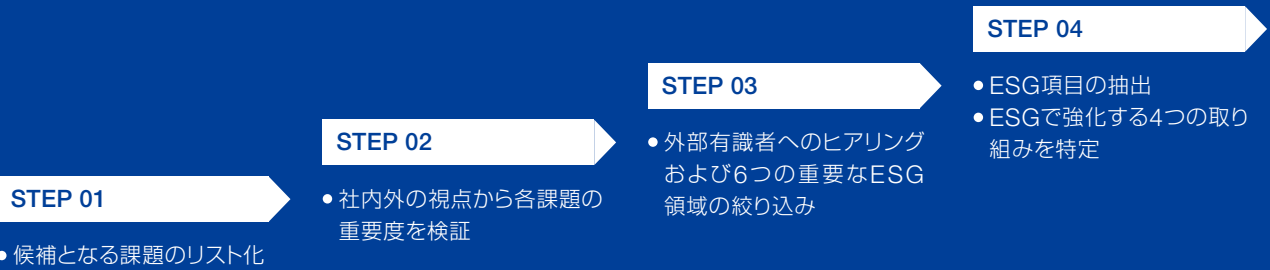 STEP 01
●候補となる課題のリスト化
STEP 02
●社内外の視点から各課題の
重要度を検証
STEP 03
●外部有識者へのヒアリング
および6つの重要なESG
領域の絞り込み
STEP 04
●ESG項目の抽出
●ESGで強化する4つの取り
組みを特定